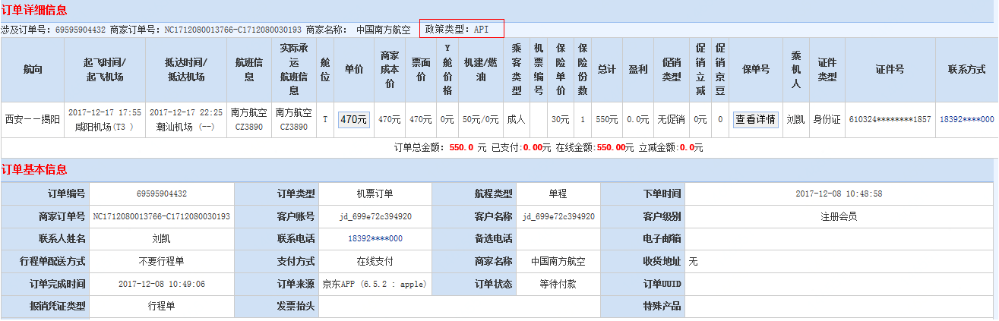 订单详细信息
涉及订单号：69595904432 商家订单号：NC1712080013766-C1712080030193 商家名称： 中国南方航空 政策类型：API
航向 起飞时间/起飞机场 抵达时间/抵达机场 航班信息 实际承运航班信息 舱位 单价 商家成本价 票面价 Y舱价格 机建/燃油 乘客类型 机票编号 保险单价 保险份数 总计 盈利 促销类型 促销立减 促销京豆 保单号 乘机人 证件类型 证件号 联系方式
西安——揭阳 2017-12-17 17:55 咸阳机场(T3 ) 2017-12-17 22:25 潮汕机场 (--) 南方航空 CZ3890 南方航空 CZ3890 T 470元 470元 470元 0元 50元/0元 成人 30元 1 550元 0.0元 无促销 0元 0 查看详情 刘凯 身份证 610324********1857 18392****000
订单总金额：550.0 元 已支付:0.00元 在线金额:550.00元 立减金额:0.0元
订单基本信息
订单编号 69595904432 订单类型 机票订单 航程类型 单程 下单时间 2017-12-08 10:48:58
商家订单号 NC1712080013766-C1712080030193 客户账号 jd_699e72c394920 客户名称 jd_699e72c394920 客户级别 注册会员
联系人姓名 刘凯 联系电话 18392****000 备选电话 电子邮箱
行程单配送方式 不要行程单 支付方式 在线支付 商家名称 中国南方航空 收货地址 无
订单完成时间 2017-12-08 10:49:06 订单来源 京东APP (6.5.2 : apple) 订单状态 等待付款 订单UUID
报销凭证类型 行程单 发票抬头 特殊产品